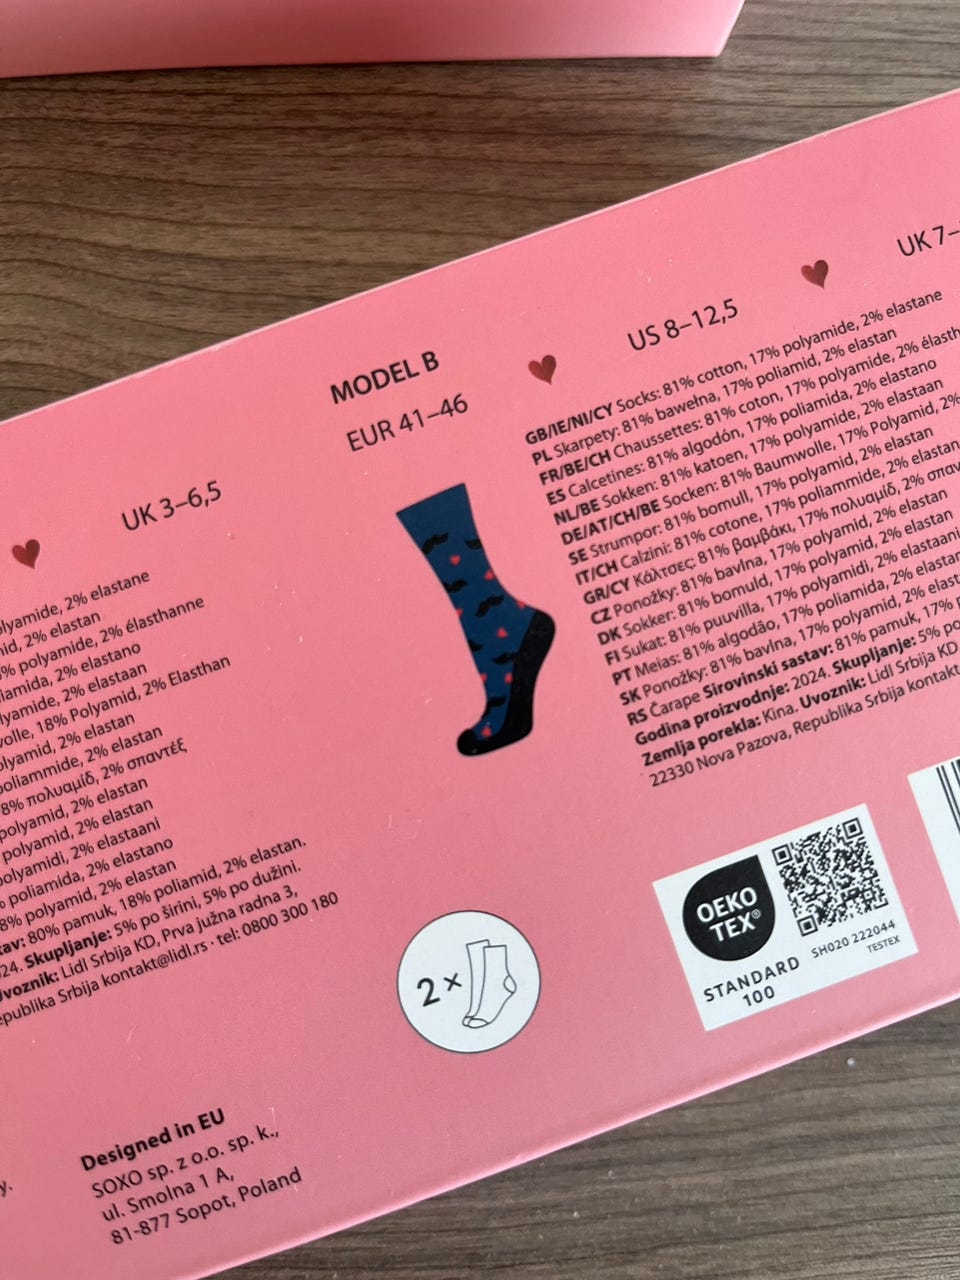 UK 3–6,5
MODEL B
EUR 41–46
US 8–12,5
UK 7–
polyamide, 2% elastane
2% elastan
% polyamide, 2% élasthanne
2% elastano
2% elastaan
18% Polyamid, 2% Elasthan
2% elastan
poliammide, 2% elastan
8% πολυαμίδ, 2% σπαντέξ
polyamid, 2% elastan
polyamid, 2% elastan
polyamidi, 2% elastaani
poliamida, 2% elastano
8% polyamid, 2% elastan
80% pamuk, 18% poliamid, 2% elastan.
24. Skupljanje: 5% po širini, 5% po dužini.
Lidl Srbija KD, Prva južna radna 3,
Srbija kontakt@lidl.rs · tel: 0800 300 180
GB/IE/NI/CY Socks: 81% cotton, 17% polyamide, 2% elastane
PL Skarpety: 81% bawełna, 17% poliamid, 2% elastan
FR/BE/CH Chaussettes: 81% coton, 17% polyamide, 2% élasth
ES Calcetines: 81% algodón, 17% poliamida, 2% elastano
NL/BE Sokken: 81% katoen, 17% polyamide, 2% elastaan
DE/AT/CH/BE Socken: 81% Baumwolle, 17% Polyamid, 2%
SE Strumpor: 81% bomull, 17% polyamid, 2% elastan
IT/CH Calzini: 81% cotone, 17% poliammide, 2% elastan
GR/CY Κάλτσες: 81% βαμβάκι, 17% πολυαμίδ, 2% σπαν
CZ Ponožky: 81% bavlna, 17% polyamid, 2% elastan
DK Sokker: 81% bomuld, 17% polyamid, 2% elastan
FI Sukat: 81% puuvilla, 17% polyamidi, 2% elastaani
PT Meias: 81% algodão, 17% poliamida, 2% elastan
SK Ponožky: 81% bavlna, 17% polyamid, 2% elastan
RS Čarape Sirovinski sastav: 81% pamuk, 17%
Godina proizvodnje: 2024. Skupljanje: 5% po
Zemlja porekla: Kina. Uvoznik: Lidl Srbija KD
22330 Nova Pazova, Republika Srbija kontakt
OEKO
TEX®
STANDARD
100
SH020 222044
TESTEX
2 ×
Designed in EU
SOXO sp. z o.o. sp. k.,
ul. Smolna 1 A,
81-877 Sopot, Poland